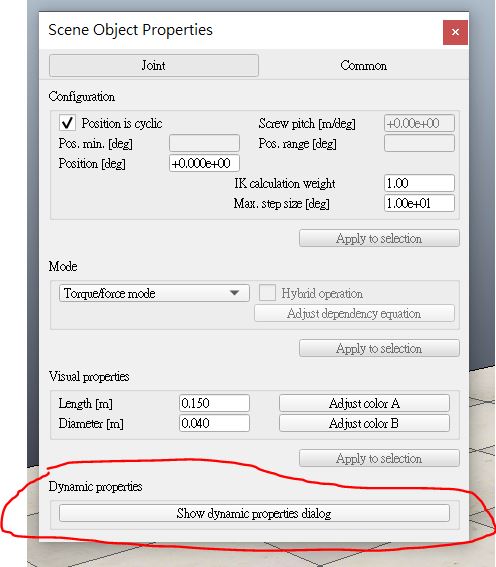 Scene Object Properties
Joint Common
Configuration
Position is cyclic Screw pitch [m/deg] +0.00e+00
Pos. min. [deg] Pos. range [deg]
Position [deg] +0.000e+00
IK calculation weight 1.00
Max. step size [deg] 1.00e+01
Apply to selection
Mode
Torque/force mode Hybrid operation
Adjust dependency equation
Apply to selection
Visual properties
Length [m] 0.150 Adjust color A
Diameter [m] 0.040 Adjust color B
Apply to selection
Dynamic properties
Show dynamic properties dialog